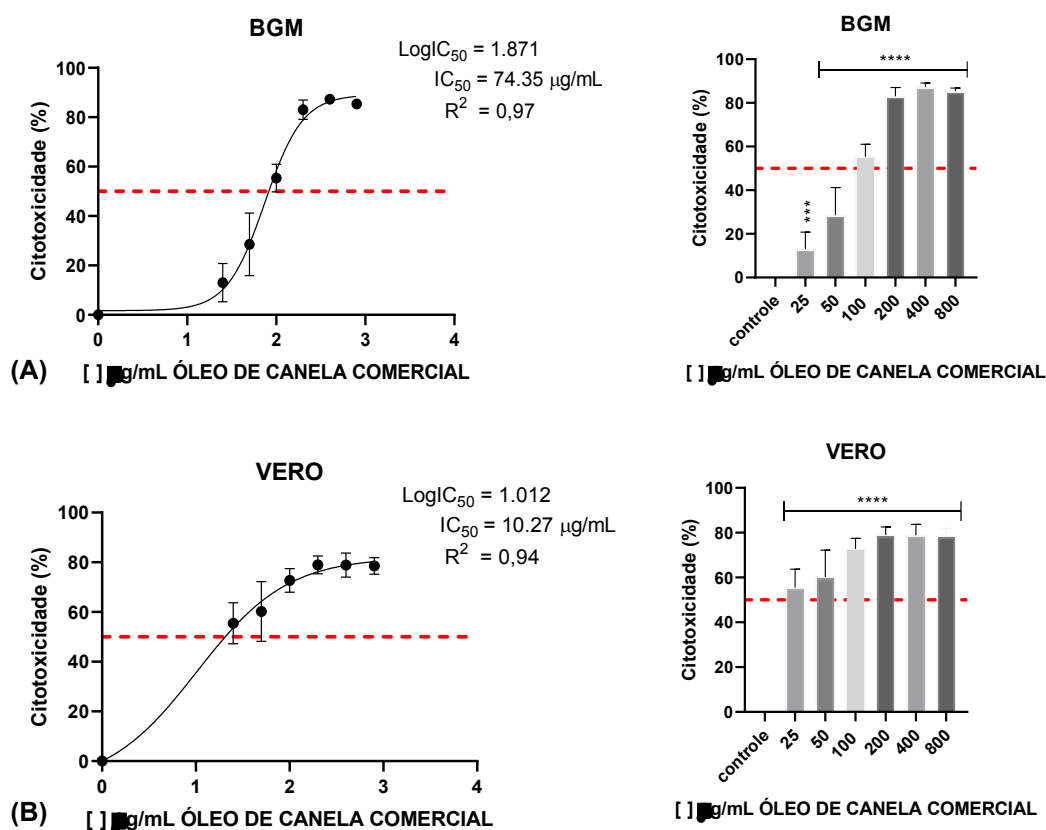 BGM
LogIC50 = 1.871
IC50 = 74.35 μg/mL
R2 = 0,97
Citotoxicidade (%)
100
80
60
40
20
0
0 1 2 3 4
(A) [ ] g/mL ÓLEO DE CANELA COMERCIAL
BGM
****
***
Citotoxicidade (%)
100
80
60
40
20
0
controle 25 50 100 200 400 800
[ ] g/mL ÓLEO DE CANELA COMERCIAL
VERO
LogIC50 = 1.012
IC50 = 10.27 μg/mL
R2 = 0,94
Citotoxicidade (%)
100
80
60
40
20
0
0 1 2 3 4
(B) [ ] g/mL ÓLEO DE CANELA COMERCIAL
VERO
****
Citotoxicidade (%)
100
80
60
40
20
0
controle 25 50 100 200 400 800
[ ] g/mL ÓLEO DE CANELA COMERCIAL